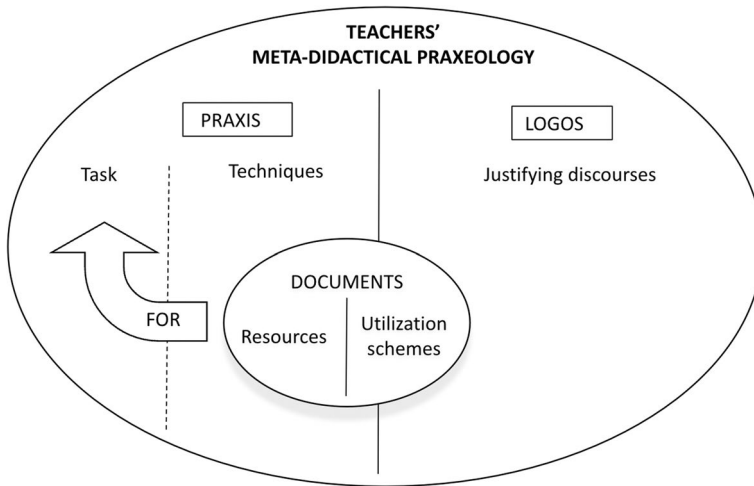 TEACHERS’
META-DIDACTICAL PRAXEOLOGY
PRAXIS
LOGOS
Task
Techniques
Justifying discourses
DOCUMENTS
FOR
Resources
Utilization
schemes